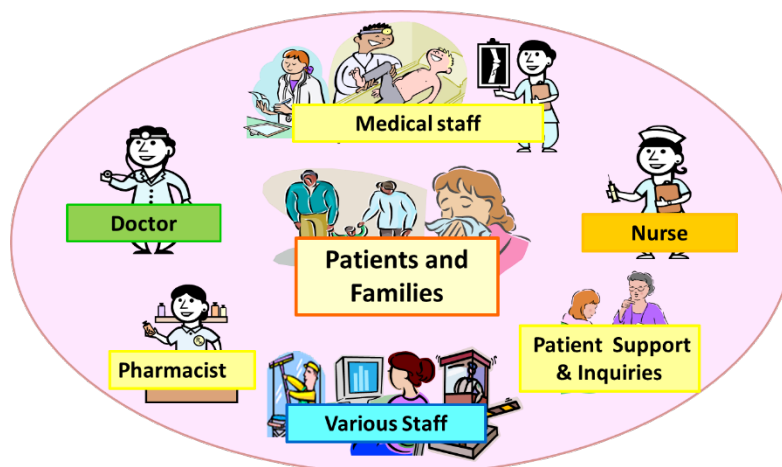 Medical staff
Doctor
Nurse
Patients and
Families
Pharmacist
Patient Support
& Inquiries
Various Staff